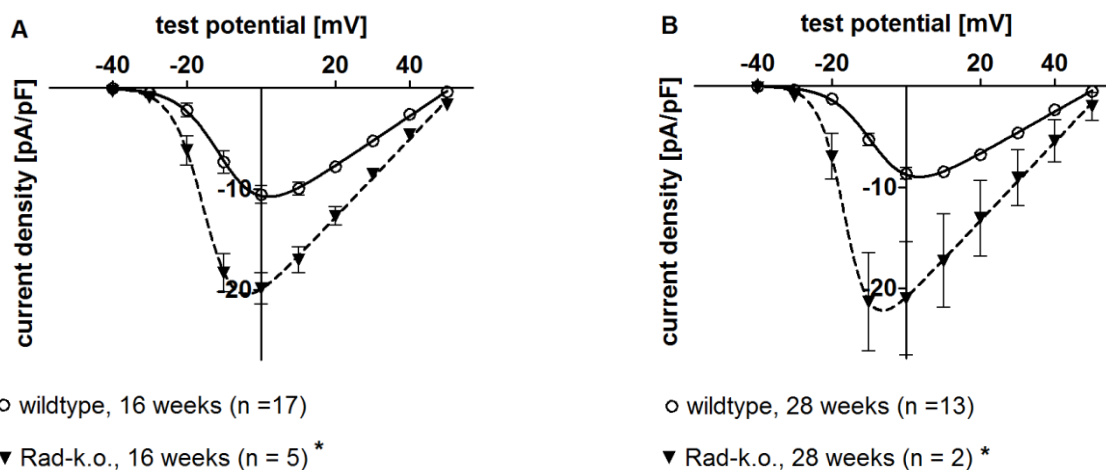 A
test potential [mV]
-40 -20 20 40
current density [pA/pF]
-10
-20
wildtype, 16 weeks (n =17)
Rad-k.o., 16 weeks (n = 5) *
B
test potential [mV]
-40 -20 0 20 40
current density [pA/pF]
-10
-20
wildtype, 28 weeks (n =13)
Rad-k.o., 28 weeks (n = 2) *